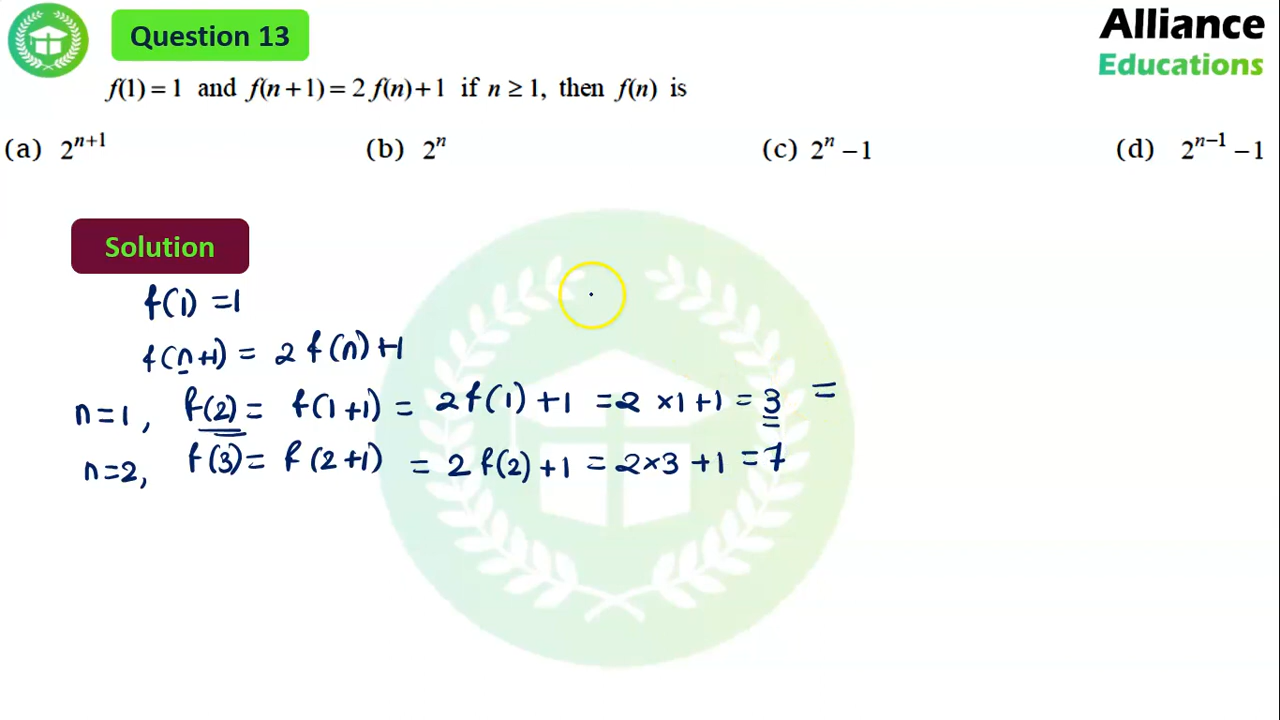 Question 13
Alliance
Educations
f(1) = 1 and f(n + 1) = 2 f(n) + 1 if n ≥ 1, then f(n) is
(a) 2^{n+1} (b) 2^n (c) 2^n − 1 (d) 2^{n−1} − 1
Solution
f(1) = 1
f(n+1) = 2 f(n) + 1
n=1, f(2) = f(1+1) = 2f(1) + 1 = 2 × 1 + 1 = 3 =
n=2, f(3) = f(2+1) = 2 f(2) + 1 = 2×3 + 1 = 7